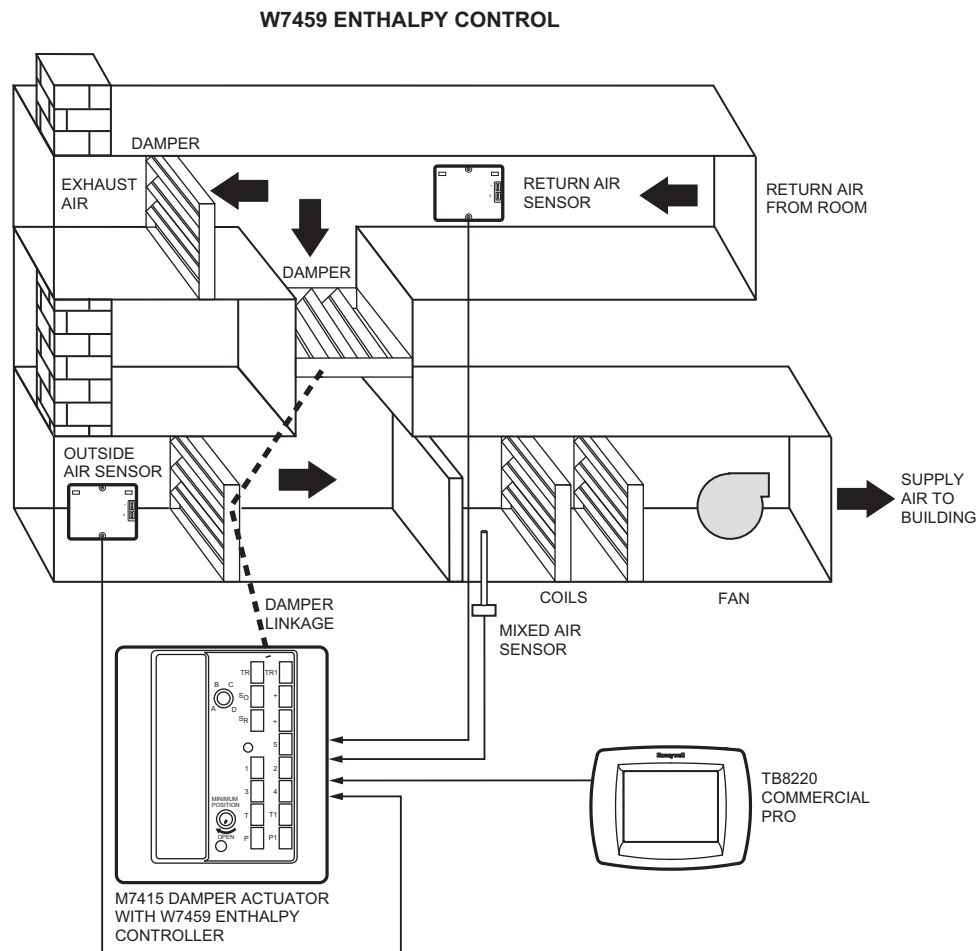 W7459 ENTHALPY CONTROL
DAMPER
EXHAUST
AIR
RETURN AIR
SENSOR
RETURN AIR
FROM ROOM
DAMPER
OUTSIDE
AIR SENSOR
SUPPLY
AIR TO
BUILDING
DAMPER
LINKAGE
COILS
FAN
MIXED AIR
SENSOR
TR TR1
B C
SO +
A D
SR +
5
1 2
3 4
MINIMUM
POSITION
T T1
OPEN
P P1
Honeywell
TB8220
COMMERCIAL
PRO
M7415 DAMPER ACTUATOR
WITH W7459 ENTHALPY
CONTROLLER